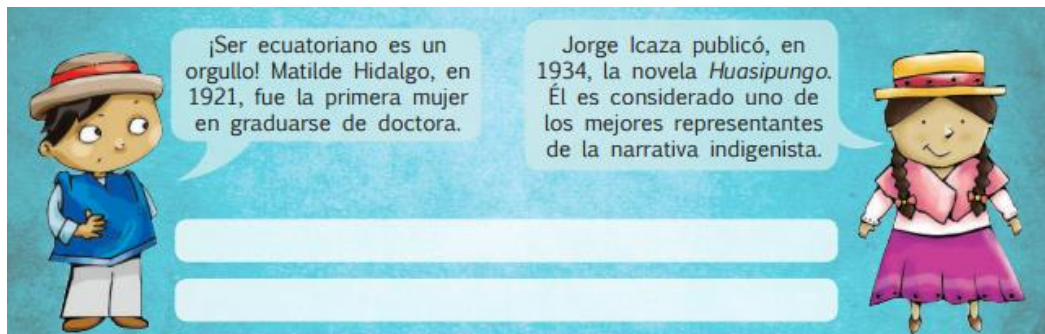 ¡Ser ecuatoriano es un
orgullo! Matilde Hidalgo, en
1921, fue la primera mujer
en graduarse de doctora.
Jorge Icaza publicó, en
1934, la novela Huasipungo.
Él es considerado uno de
los mejores representantes
de la narrativa indigenista.